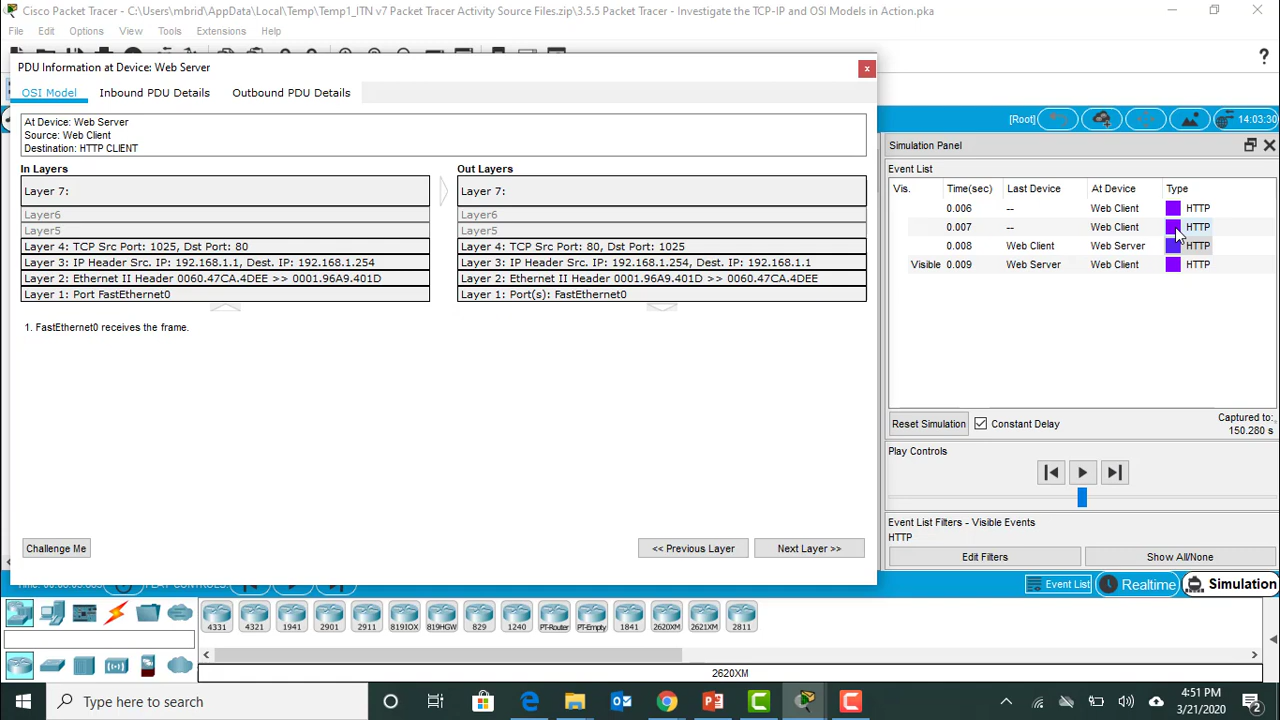 Cisco Packet Tracer - C:\Users\mbrid\AppData\Local\Temp\Temp1_ITN v7 Packet Tracer Activity Source Files.zip\3.5.5 Packet Tracer - Investigate the TCP-IP and OSI Models in Action.pka
File Edit Options View Tools Extensions Help
PDU Information at Device: Web Server
OSI Model Inbound PDU Details Outbound PDU Details
At Device: Web Server
Source: Web Client
Destination: HTTP CLIENT
In Layers
Layer 7:
Layer6
Layer5
Layer 4: TCP Src Port: 1025, Dst Port: 80
Layer 3: IP Header Src. IP: 192.168.1.1, Dest. IP: 192.168.1.254
Layer 2: Ethernet II Header 0060.47CA.4DEE >> 0001.96A9.401D
Layer 1: Port FastEthernet0
Out Layers
Layer 7:
Layer6
Layer5
Layer 4: TCP Src Port: 80, Dst Port: 1025
Layer 3: IP Header Src. IP: 192.168.1.254, Dest. IP: 192.168.1.1
Layer 2: Ethernet II Header 0001.96A9.401D >> 0060.47CA.4DEE
Layer 1: Port(s): FastEthernet0
1. FastEthernet0 receives the frame.
Challenge Me << Previous Layer Next Layer >>
[Root] 14:03:30
Simulation Panel
Event List
Vis. Time(sec) Last Device At Device Type
0.006 -- Web Client HTTP
0.007 -- Web Client HTTP
0.008 Web Client Web Server HTTP
Visible 0.009 Web Server Web Client HTTP
Reset Simulation Constant Delay Captured to:
150.280 s
Play Controls
Event List Filters - Visible Events
HTTP
Edit Filters Show All/None
Event List Realtime Simulation
4331 4321 1941 2901 2911 819IOX 819HGW 829 1240 PT-Router PT-Empty 1841 2620XM 2621XM 2811
2620XM
Type here to search
4:51 PM
3/21/2020
2